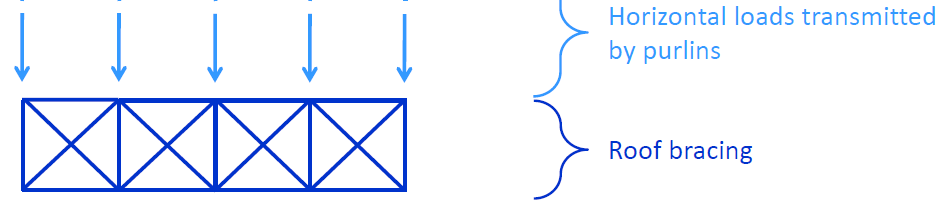 Horizontal loads transmitted
by purlins
Roof bracing